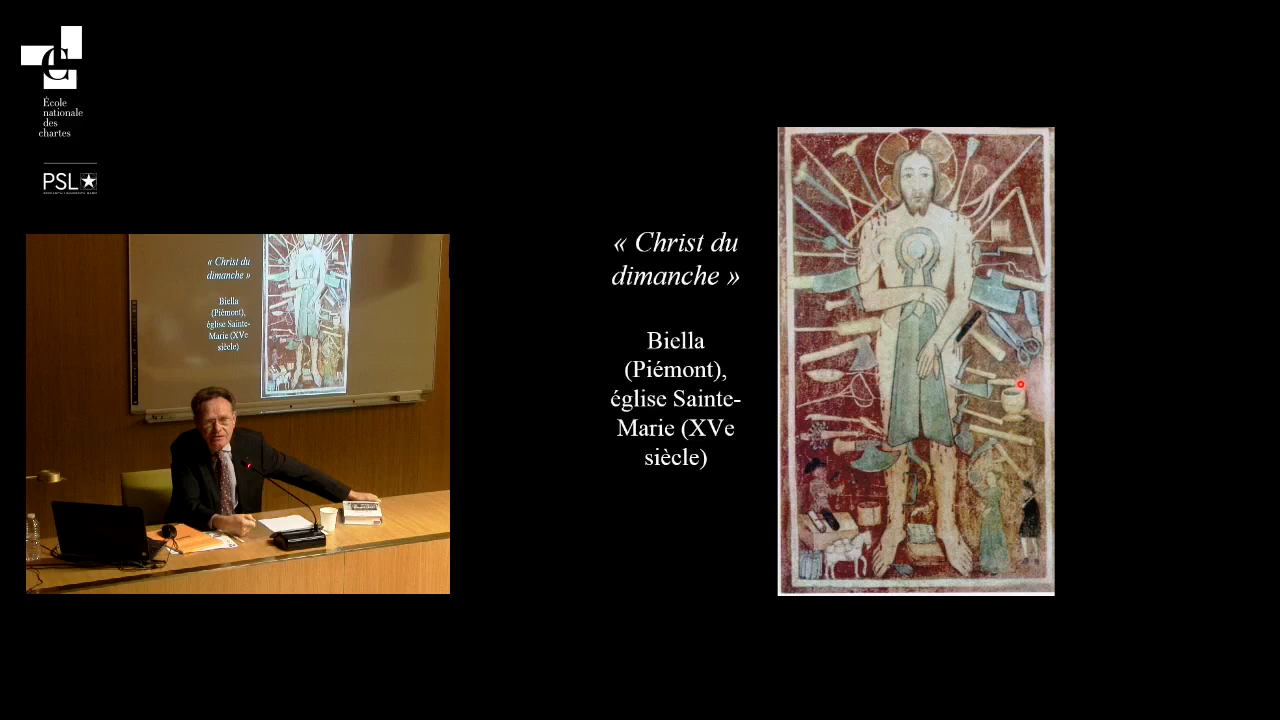 École
nationale
des
chartes
PSL
« Christ du
dimanche »
Biella
(Piémont),
église Sainte-
Marie (XVe
siècle)
« Christ du
dimanche »
Biella
(Piémont),
église Sainte-
Marie (XVe
siècle)